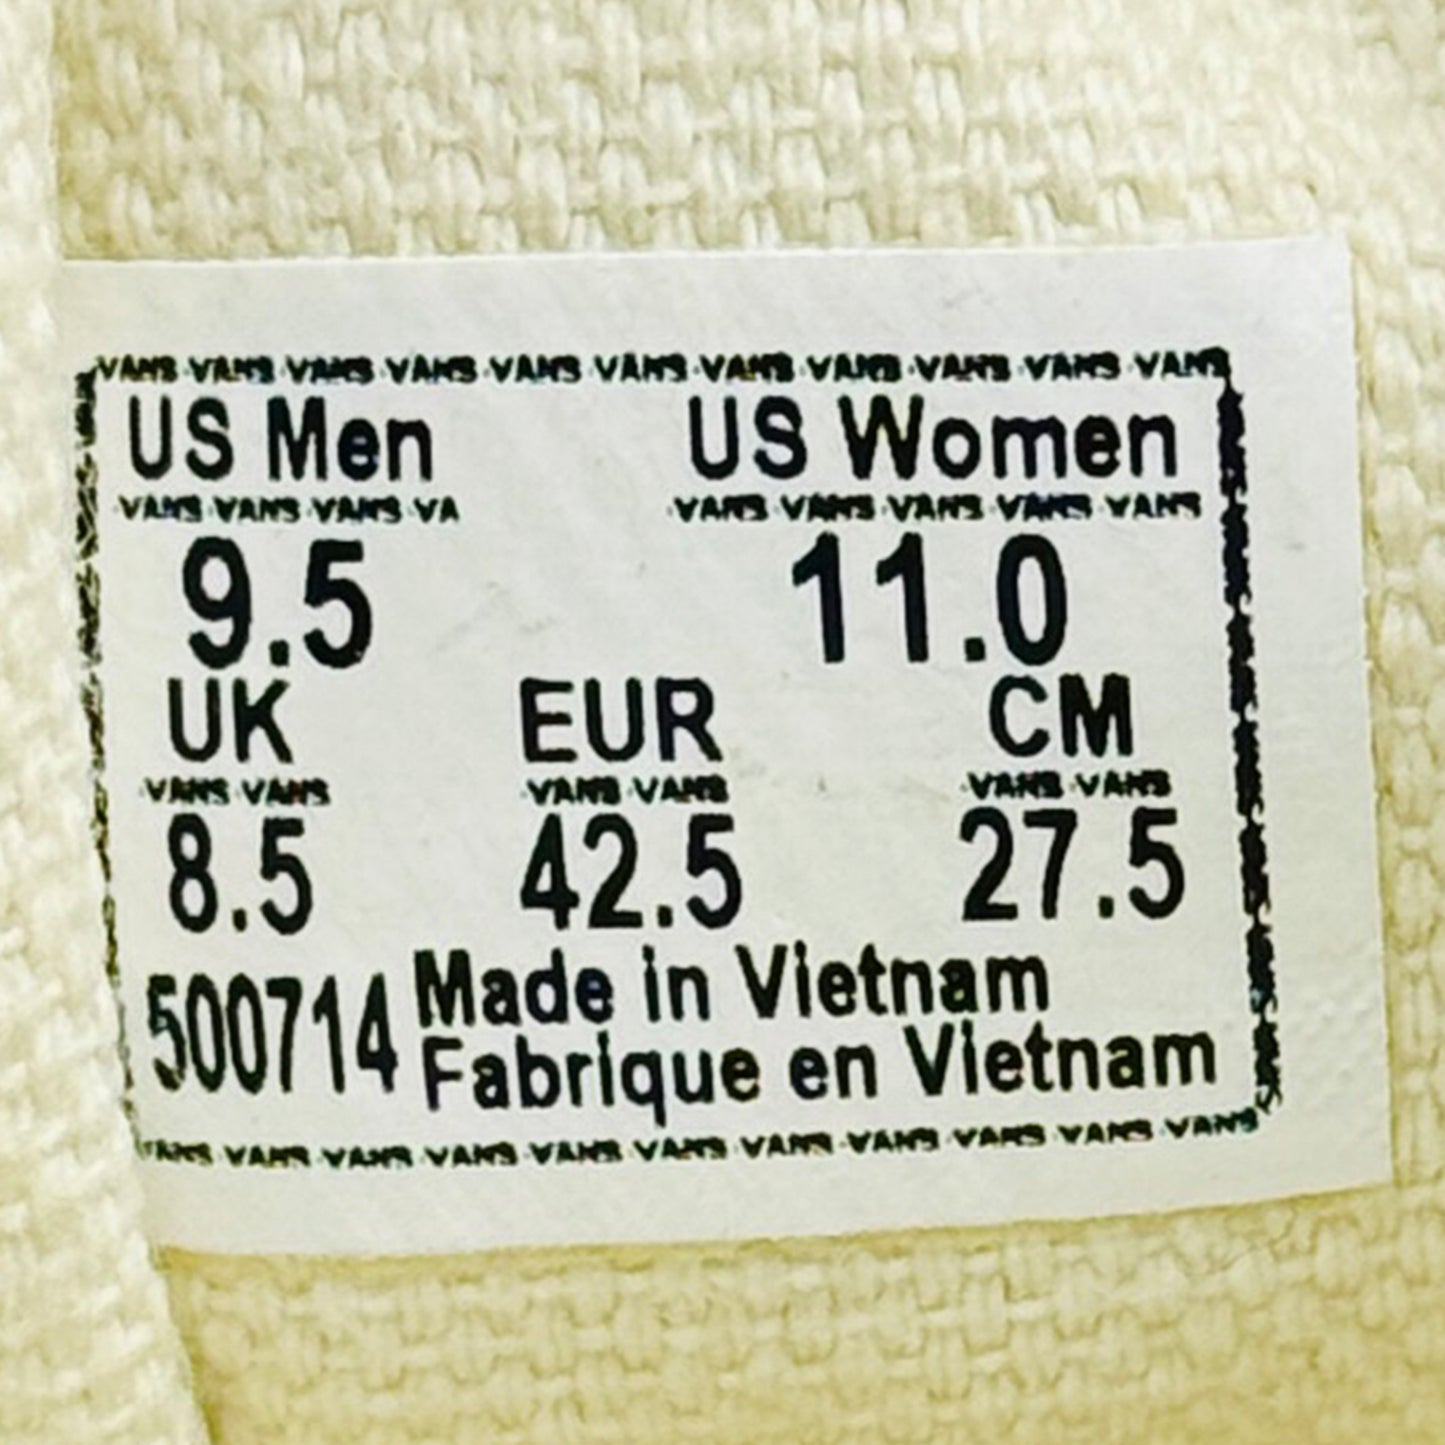 VANS VANS VANS VANS VANS VANS VANS VANS VANS VANS VANS
US Men US Women
VANS VANS VANS VA VANS VANS VANS VANS VANS
9.5 11.0
UK EUR CM
VANS VANS VANS VANS VANS VANS
8.5 42.5 27.5
500714 Made in Vietnam
Fabrique en Vietnam
VANS VANS VANS VANS VANS VANS VANS VANS VANS VANS